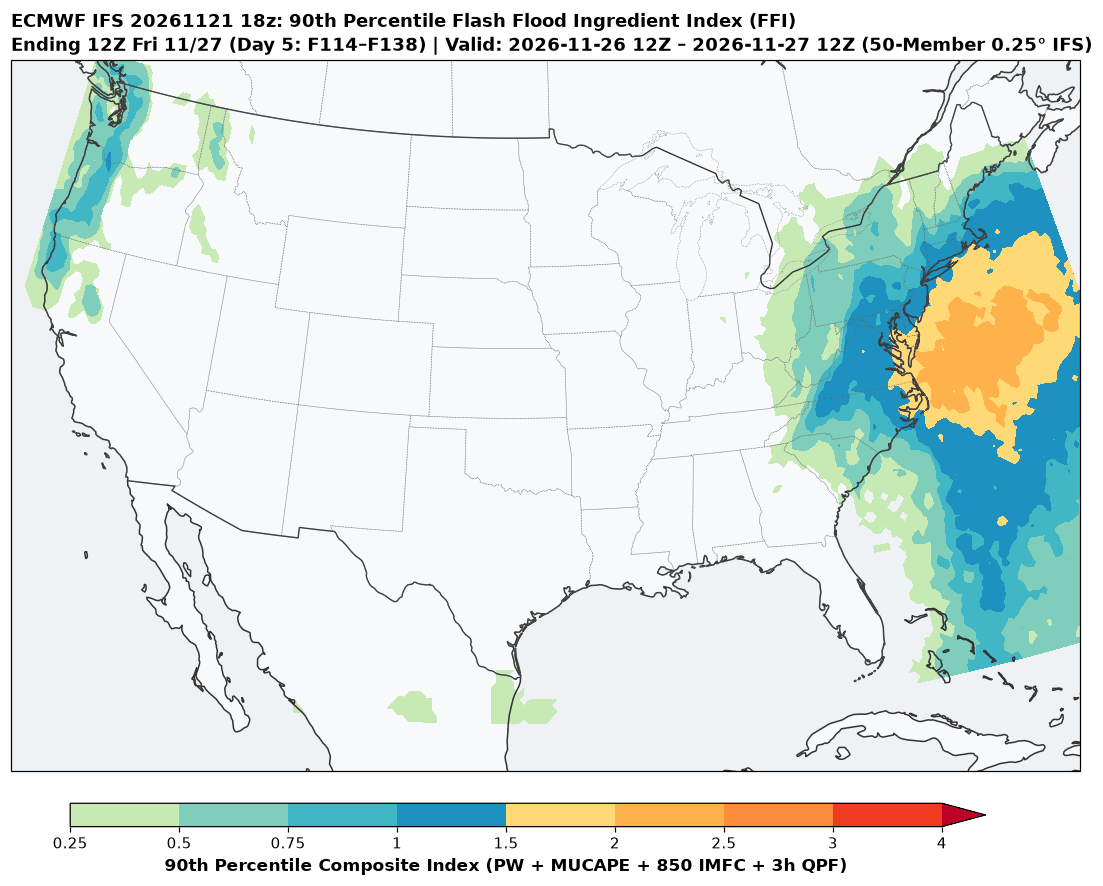 ECMWF IFS 20261121 18z: 90th Percentile Flash Flood Ingredient Index (FFI)
Ending 12Z Fri 11/27 (Day 5: F114–F138) | Valid: 2026-11-26 12Z – 2026-11-27 12Z (50-Member 0.25° IFS)
0.25 0.5 0.75 1 1.5 2 2.5 3 4
90th Percentile Composite Index (PW + MUCAPE + 850 IMFC + 3h QPF)